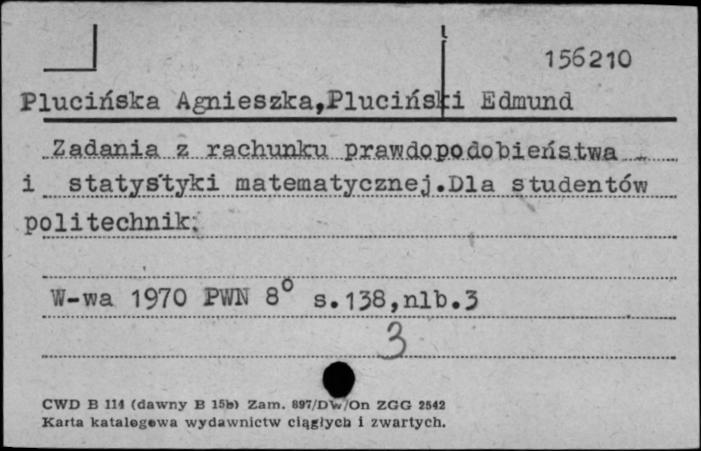 156210
Plucińska Agnieszka,Pluciński Edmund
Zadania z rachunku prawdopodobieństwa
i statystyki matematycznej.Dla studentów
politechnik.
W-wa 1970 PWN 8° s.138,nlb.3
3
CWD B 114 (dawny B 15b) Zam. 897/DW/On ZGG 2542
Karta katalogowa wydawnictw ciągłych i zwartych.